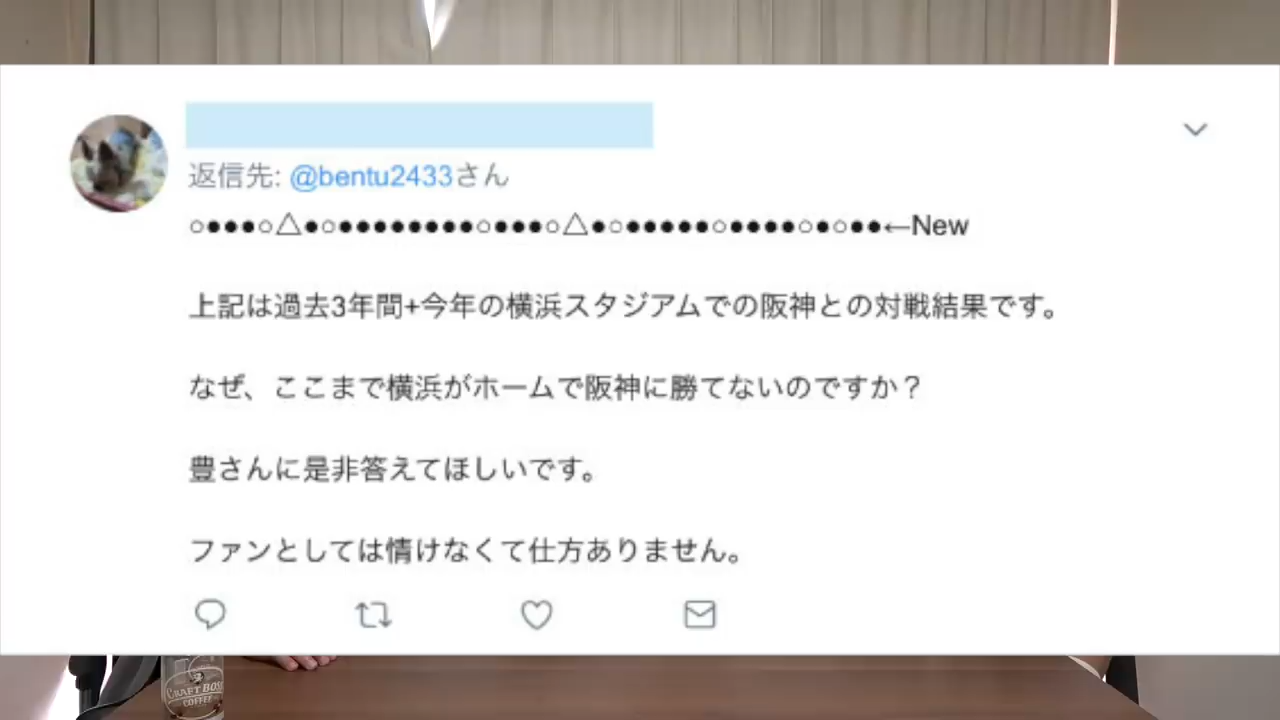 返信先: @bentu2433さん
○●●●○△●○●●●●●●●●○●●●○△●○●●●●●○●●●●○●○●●←New
上記は過去3年間+今年の横浜スタジアムでの阪神との対戦結果です。
なぜ、ここまで横浜がホームで阪神に勝てないのですか？
豊さんに是非答えてほしいです。
ファンとしては情けなくて仕方ありません。
CRAFT BOSS
COFFEE